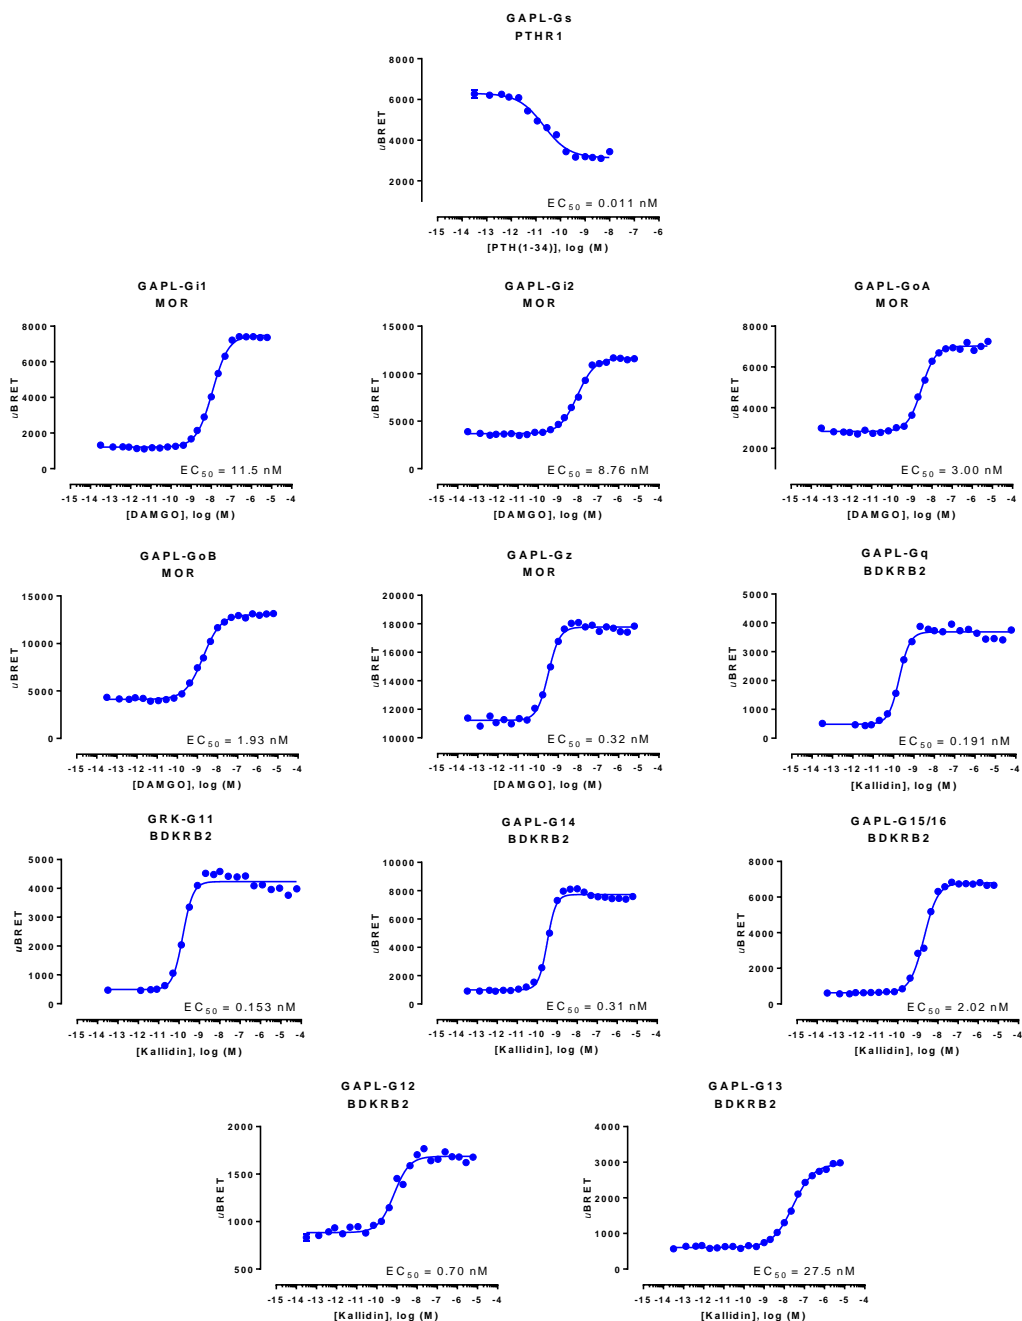 GAPL-Gs
PTHR1
8000
6000
4000
2000
uBRET
EC50 = 0.011 nM
-15 -14 -13 -12 -11 -10 -9 -8 -7 -6
[PTH(1-34)], log (M)
GAPL-Gi1
MOR
8000
6000
4000
2000
0
uBRET
EC50 = 11.5 nM
-15 -14 -13 -12 -11 -10 -9 -8 -7 -6 -5 -4
[DAMGO], log (M)
GAPL-Gi2
MOR
15000
10000
5000
0
uBRET
EC50 = 8.76 nM
-15 -14 -13 -12 -11 -10 -9 -8 -7 -6 -5 -4
[DAMGO], log (M)
GAPL-GoA
MOR
8000
6000
4000
2000
uBRET
EC50 = 3.00 nM
-15 -14 -13 -12 -11 -10 -9 -8 -7 -6 -5 -4
[DAMGO], log (M)
GAPL-GoB
MOR
15000
10000
5000
0
uBRET
EC50 = 1.93 nM
-15 -14 -13 -12 -11 -10 -9 -8 -7 -6 -5 -4
[DAMGO], log (M)
GAPL-Gz
MOR
20000
18000
16000
14000
12000
10000
uBRET
EC50 = 0.32 nM
-15 -14 -13 -12 -11 -10 -9 -8 -7 -6 -5 -4
[DAMGO], log (M)
GAPL-Gq
BDKRB2
5000
4000
3000
2000
1000
0
uBRET
EC50 = 0.191 nM
-15 -14 -13 -12 -11 -10 -9 -8 -7 -6 -5 -4
[Kallidin], log (M)
GRK-G11
BDKRB2
5000
4000
3000
2000
1000
0
uBRET
EC50 = 0.153 nM
-15 -14 -13 -12 -11 -10 -9 -8 -7 -6 -5 -4
[Kallidin], log (M)
GAPL-G14
BDKRB2
10000
8000
6000
4000
2000
0
uBRET
EC50 = 0.31 nM
-15 -14 -13 -12 -11 -10 -9 -8 -7 -6 -5 -4
[Kallidin], log (M)
GAPL-G15/16
BDKRB2
8000
6000
4000
2000
0
uBRET
EC50 = 2.02 nM
-15 -14 -13 -12 -11 -10 -9 -8 -7 -6 -5 -4
[Kallidin], log (M)
GAPL-G12
BDKRB2
2000
1500
1000
500
uBRET
EC50 = 0.70 nM
-15 -14 -13 -12 -11 -10 -9 -8 -7 -6 -5 -4
[Kallidin], log (M)
GAPL-G13
BDKRB2
4000
3000
2000
1000
0
uBRET
EC50 = 27.5 nM
-15 -14 -13 -12 -11 -10 -9 -8 -7 -6 -5 -4
[Kallidin], log (M)